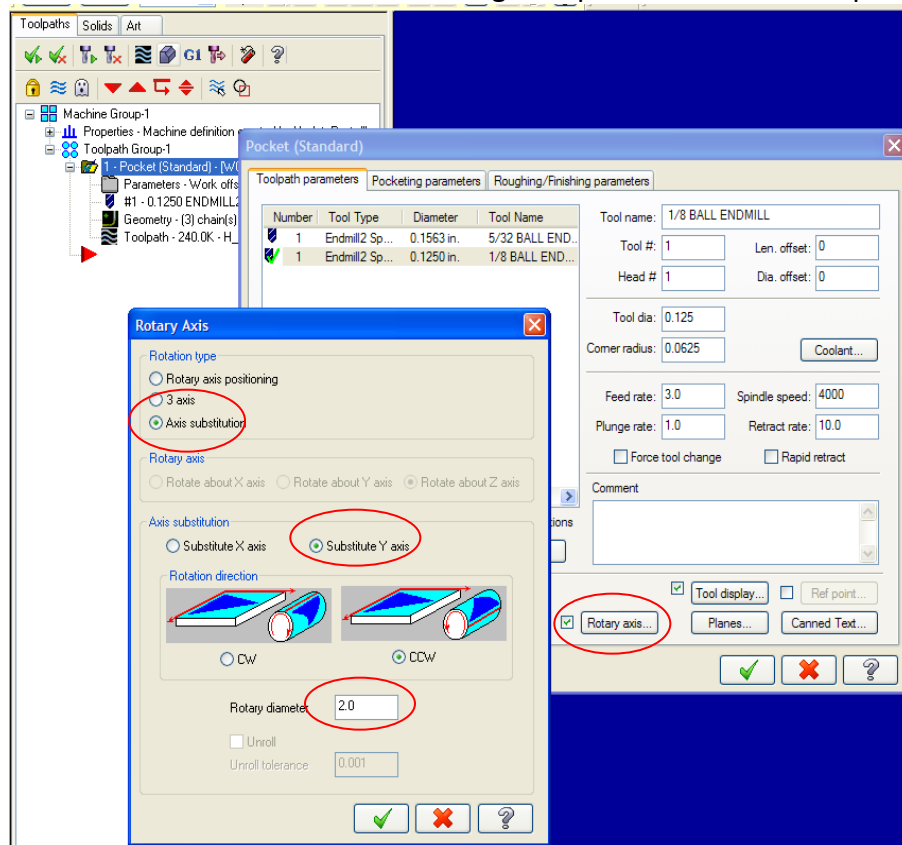 Toolpaths Solids Art
G1
Machine Group-1
Properties - Machine definition
Toolpath Group-1
1 - Pocket (Standard) - [WC
Parameters - Work offs
#1 - 0.1250 ENDMILL2
Geometry - (3) chain(s)
Toolpath - 240.0K - H_
Pocket (Standard)
Toolpath parameters Pocketing parameters Roughing/Finishing parameters
Number Tool Type Diameter Tool Name
1 Endmill2 Sp... 0.1563 in. 5/32 BALL END..
1 Endmill2 Sp... 0.1250 in. 1/8 BALL END...
Tool name: 1/8 BALL ENDMILL
Tool #: 1 Len. offset: 0
Head # 1 Dia. offset: 0
Tool dia: 0.125
Corner radius: 0.0625 Coolant...
Feed rate: 3.0 Spindle speed: 4000
Plunge rate: 1.0 Retract rate: 10.0
Force tool change Rapid retract
Comment
Tool display... Ref point...
Rotary axis... Planes... Canned Text...
Rotary Axis
Rotation type
Rotary axis positioning
3 axis
Axis substitution
Rotary axis
Rotate about X axis Rotate about Y axis Rotate about Z axis
Axis substitution
Substitute X axis Substitute Y axis
Rotation direction
CW CCW
Rotary diameter 2.0
Unroll
Unroll tolerance 0.001